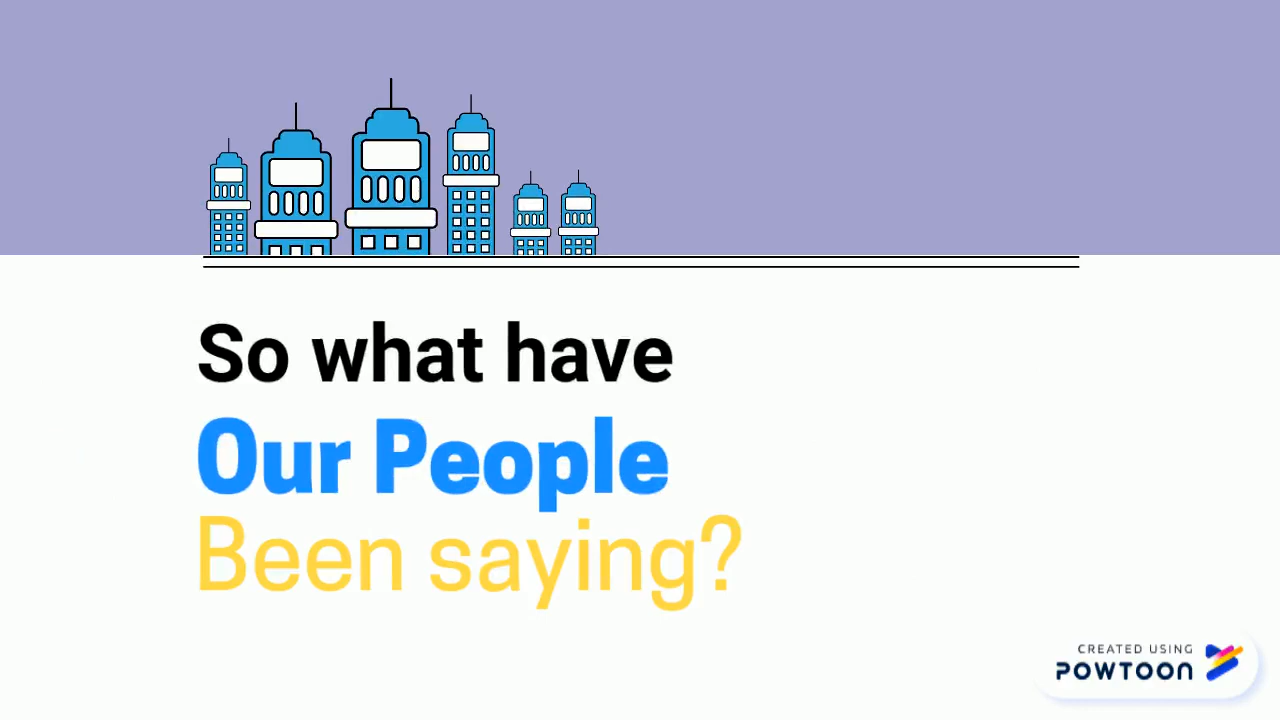 So what have
Our People
Been saying?
CREATED USING
POWTOON